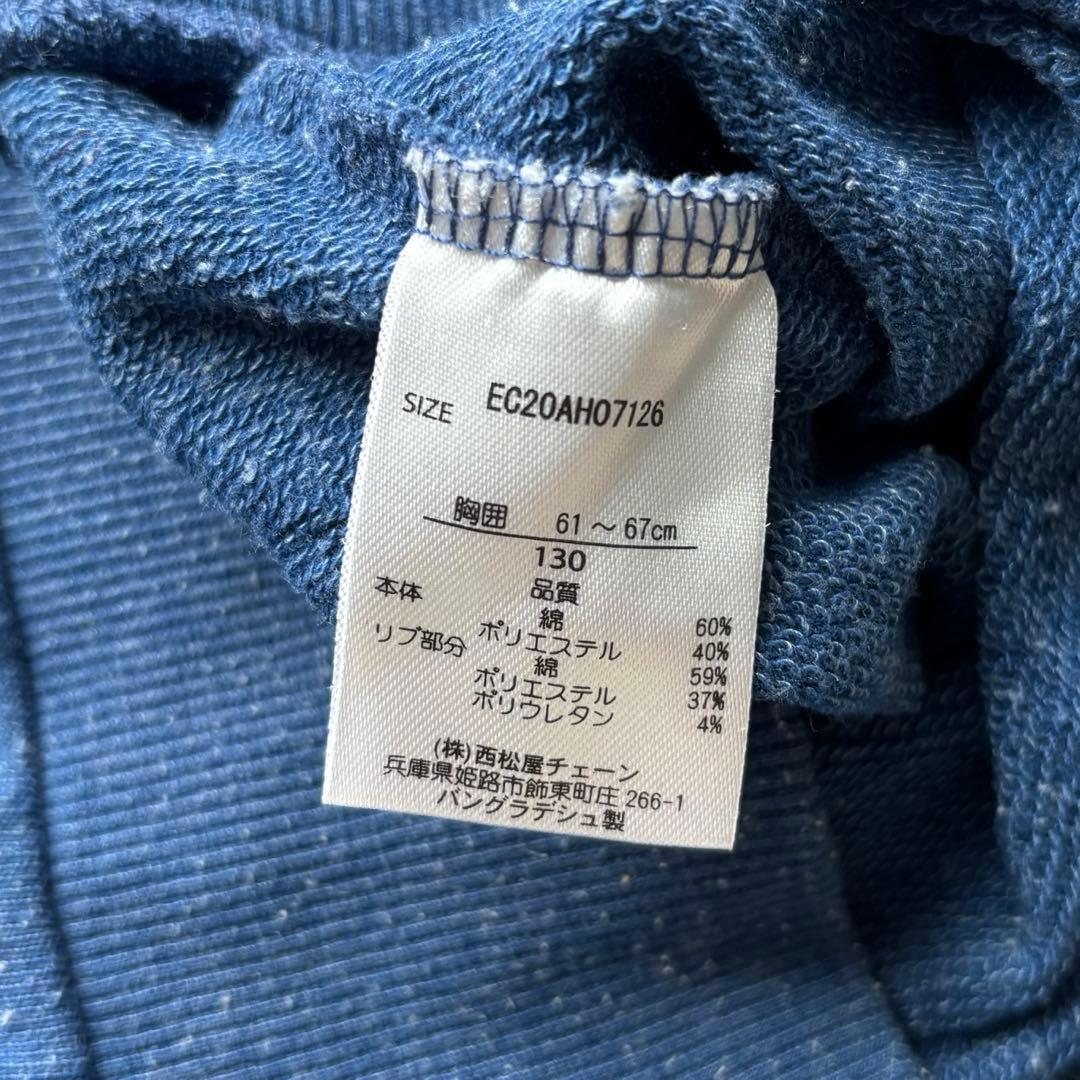 SIZE EC20AH07126
胸囲 61～67cm
130
品質
本体 綿 60%
ポリエステル 40%
リブ部分 綿 59%
ポリエステル 37%
ポリウレタン 4%
(株)西松屋チェーン
兵庫県姫路市飾東町庄 266-1
バングラデシュ製